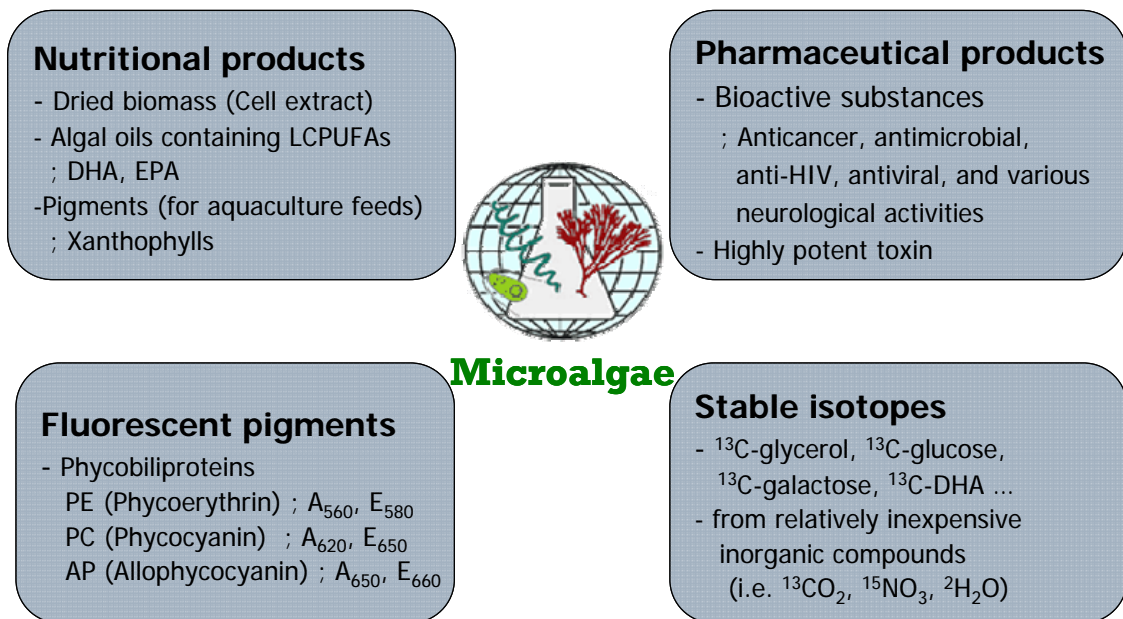 Nutritional products
- Dried biomass (Cell extract)
- Algal oils containing LCPUFAs
; DHA, EPA
-Pigments (for aquaculture feeds)
; Xanthophylls
Pharmaceutical products
- Bioactive substances
; Anticancer, antimicrobial,
anti-HIV, antiviral, and various
neurological activities
- Highly potent toxin
Microalgae
Fluorescent pigments
- Phycobiliproteins
PE (Phycoerythrin) ; A₅₆₀, E₅₈₀
PC (Phycocyanin) ; A₆₂₀, E₆₅₀
AP (Allophycocyanin) ; A₆₅₀, E₆₆₀
Stable isotopes
- ¹³C-glycerol, ¹³C-glucose,
¹³C-galactose, ¹³C-DHA ...
- from relatively inexpensive
inorganic compounds
(i.e. ¹³CO₂, ¹⁵NO₃, ²H₂O)